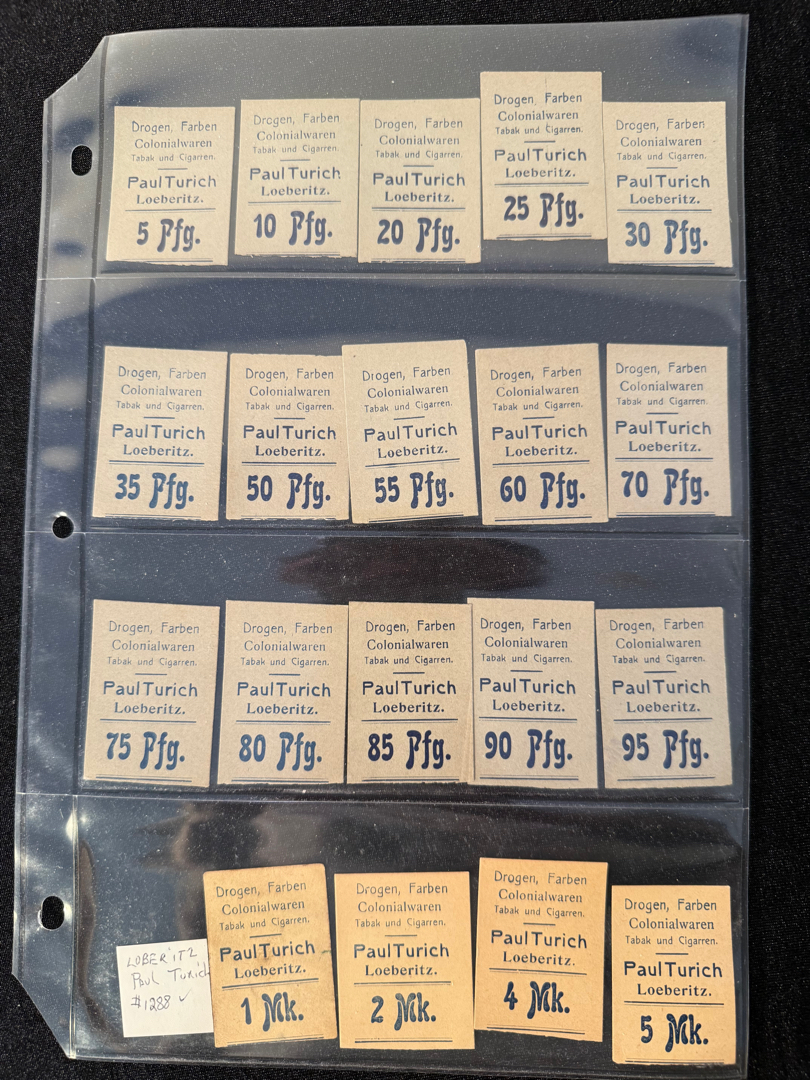 Drogen, Farben
Colonialwaren
Tabak und Cigarren.
Paul Turich
Loeberitz.
5 Pfg.
Drogen, Farben
Colonialwaren
Tabak und Cigarren.
Paul Turich
Loeberitz.
10 Pfg.
Drogen, Farben
Colonialwaren
Tabak und Cigarren.
Paul Turich
Loeberitz.
20 Pfg.
Drogen, Farben
Colonialwaren
Tabak und Cigarren.
Paul Turich
Loeberitz.
25 Pfg.
Drogen, Farben
Colonialwaren
Tabak und Cigarren.
Paul Turich
Loeberitz.
30 Pfg.
Drogen, Farben
Colonialwaren
Tabak und Cigarren.
Paul Turich
Loeberitz.
35 Pfg.
Drogen, Farben
Colonialwaren
Tabak und Cigarren.
Paul Turich
Loeberitz.
50 Pfg.
Drogen, Farben
Colonialwaren
Tabak und Cigarren.
Paul Turich
Loeberitz.
55 Pfg.
Drogen, Farben
Colonialwaren
Tabak und Cigarren.
Paul Turich
Loeberitz.
60 Pfg.
Drogen, Farben
Colonialwaren
Tabak und Cigarren.
Paul Turich
Loeberitz.
70 Pfg.
Drogen, Farben
Colonialwaren
Tabak und Cigarren.
Paul Turich
Loeberitz.
75 Pfg.
Drogen, Farben
Colonialwaren
Tabak und Cigarren.
Paul Turich
Loeberitz.
80 Pfg.
Drogen, Farben
Colonialwaren
Tabak und Cigarren.
Paul Turich
Loeberitz.
85 Pfg.
Drogen, Farben
Colonialwaren
Tabak und Cigarren.
Paul Turich
Loeberitz.
90 Pfg.
Drogen, Farben
Colonialwaren
Tabak und Cigarren.
Paul Turich
Loeberitz.
95 Pfg.
LOBERITZ
Paul Turich
#1288 ✓
Drogen, Farben
Colonialwaren
Tabak und Cigarren.
Paul Turich
Loeberitz.
1 Mk.
Drogen, Farben
Colonialwaren
Tabak und Cigarren.
Paul Turich
Loeberitz.
2 Mk.
Drogen, Farben
Colonialwaren
Tabak und Cigarren.
Paul Turich
Loeberitz.
4 Mk.
Drogen, Farben
Colonialwaren
Tabak und Cigarren.
Paul Turich
Loeberitz.
5 Mk.